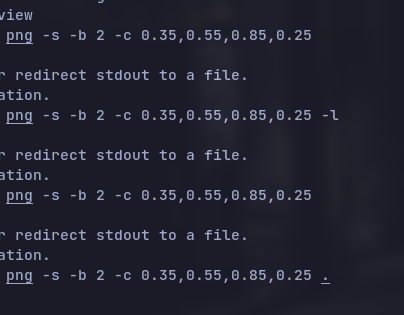 view
png -s -b 2 -c 0.35,0.55,0.85,0.25
r redirect stdout to a file.
ation.
png -s -b 2 -c 0.35,0.55,0.85,0.25 -l
r redirect stdout to a file.
ation.
png -s -b 2 -c 0.35,0.55,0.85,0.25
r redirect stdout to a file.
ation.
png -s -b 2 -c 0.35,0.55,0.85,0.25 .